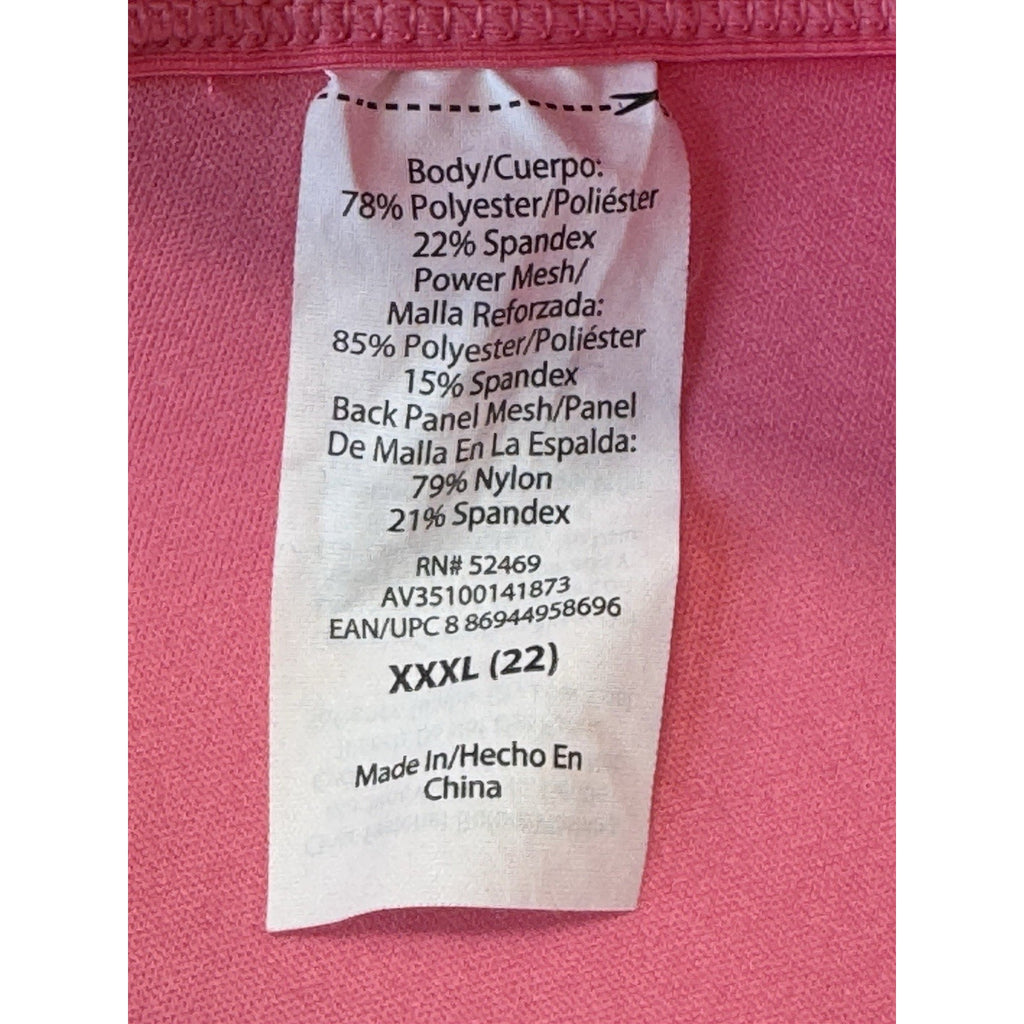 Body/Cuerpo:
78% Polyester/Poliéster
22% Spandex
Power Mesh/
Malla Reforzada:
85% Polyester/Poliéster
15% Spandex
Back Panel Mesh/Panel
De Malla En La Espalda:
79% Nylon
21% Spandex
RN# 52469
AV35100141873
EAN/UPC 8 86944958696
XXXL (22)
Made In/Hecho En
China